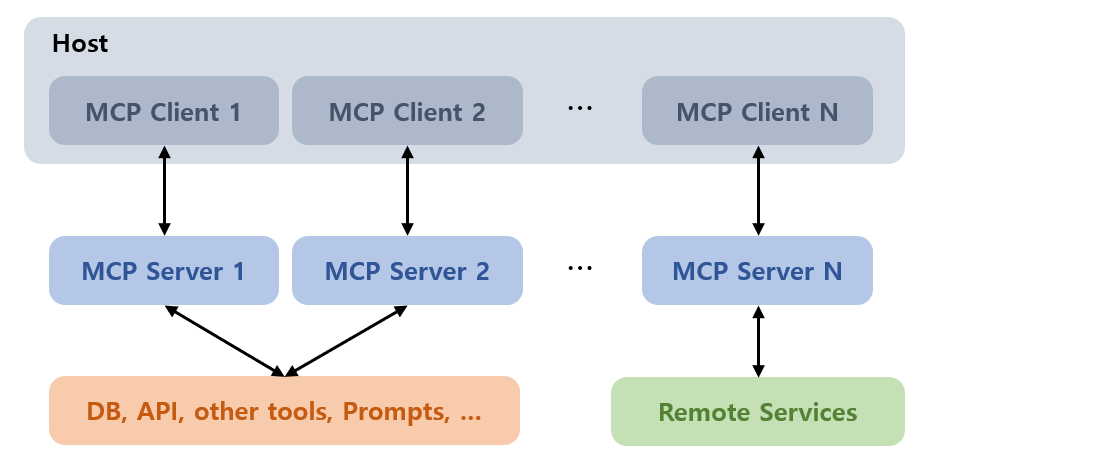 Host
MCP Client 1
MCP Client 2
...
MCP Client N
MCP Server 1
MCP Server 2
...
MCP Server N
DB, API, other tools, Prompts, ...
Remote Services